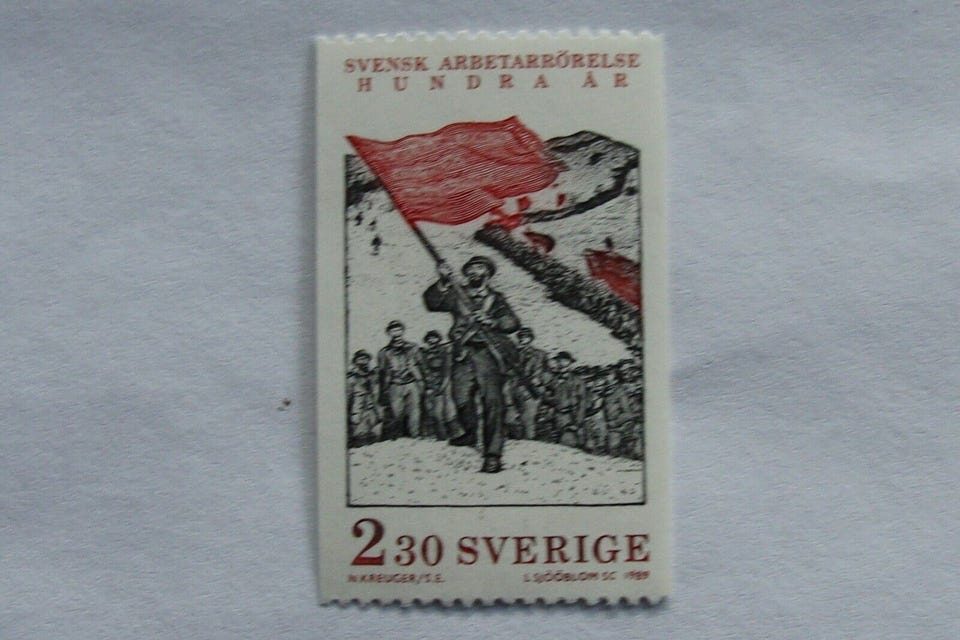 SVENSK ARBETARRÖRELSE
HUNDRA ÅR
2 30 SVERIGE
N KREUGER/S.E. L SJÖÖBLOM SC 1989